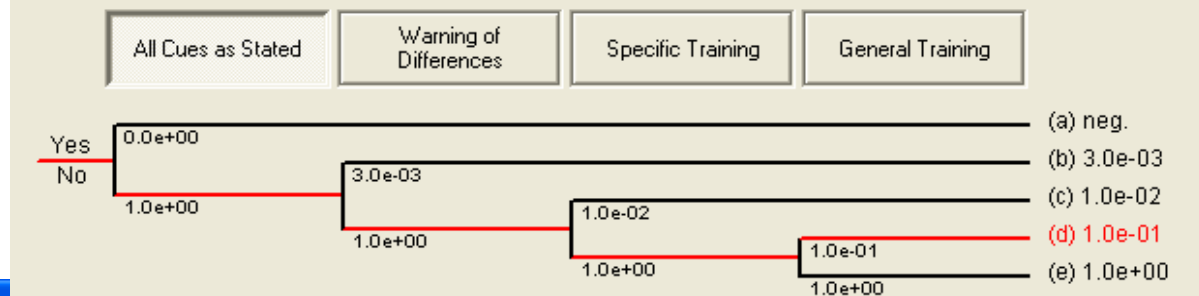 All Cues as Stated
Warning of
Differences
Specific Training
General Training
Yes
No
0.0e+00
1.0e+00
3.0e-03
1.0e+00
1.0e-02
1.0e+00
1.0e-01
1.0e+00
(a) neg.
(b) 3.0e-03
(c) 1.0e-02
(d) 1.0e-01
(e) 1.0e+00